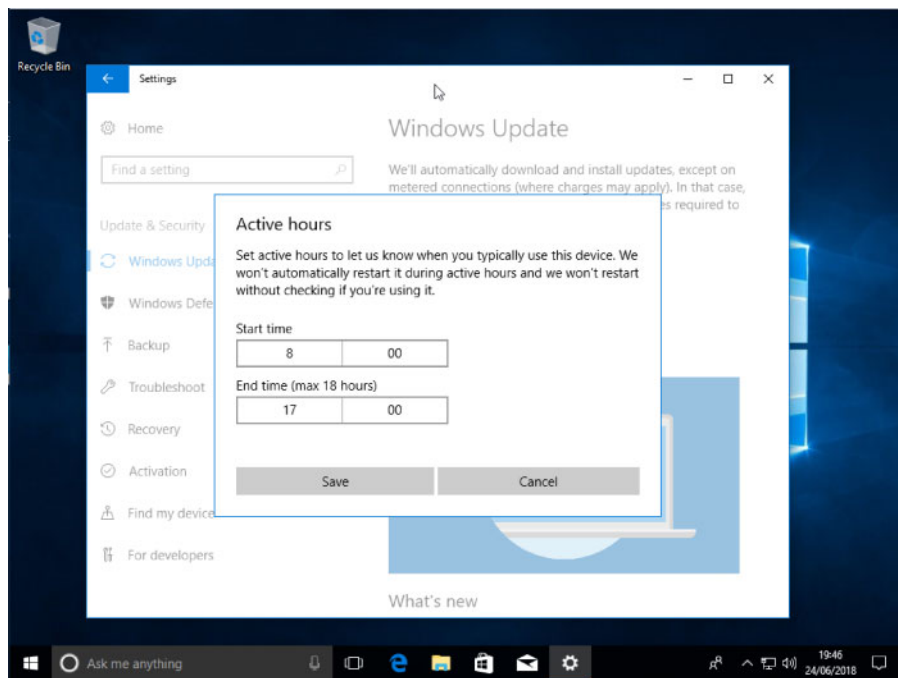 Recycle Bin
Settings
Home
Find a setting
Update & Security
Windows Upda
Windows Defe
Backup
Troubleshoot
Recovery
Activation
Find my device
For developers
Windows Update
We'll automatically download and install updates, except on
metered connections (where charges may apply). In that case,
es required to
Active hours
Set active hours to let us know when you typically use this device. We
won't automatically restart it during active hours and we won't restart
without checking if you're using it.
Start time
8 00
End time (max 18 hours)
17 00
Save Cancel
What's new
Ask me anything
19:46
24/06/2018